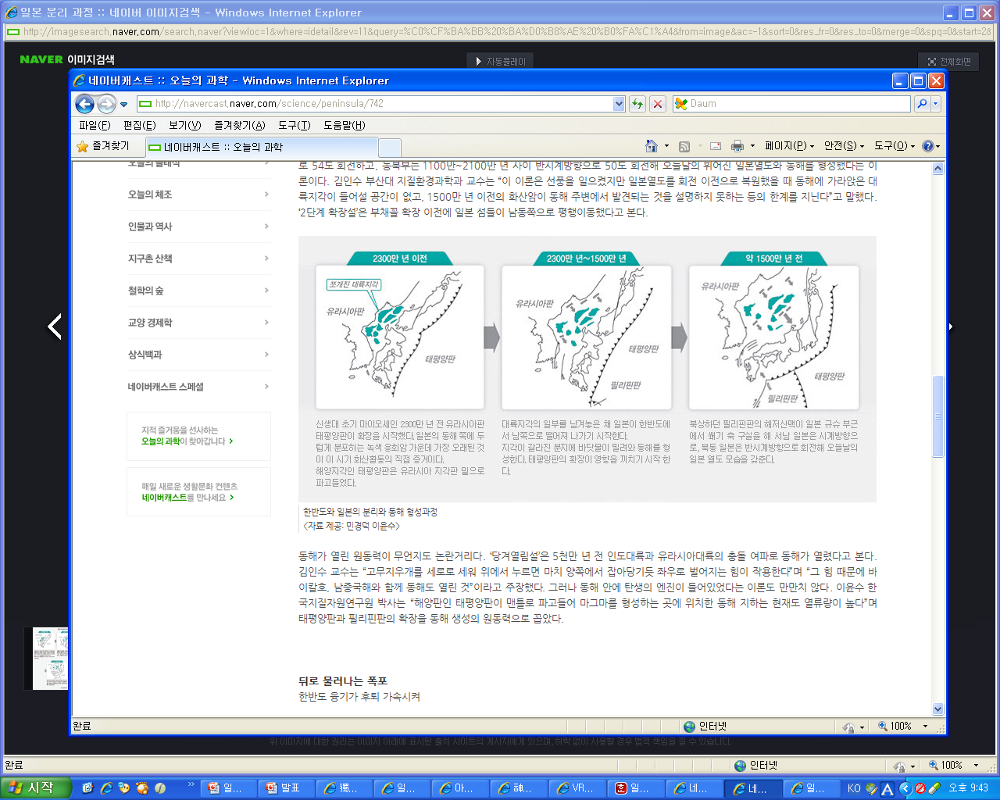 일본 분리 과정 :: 네이버 이미지검색 - Windows Internet Explorer
http://imagesearch.naver.com/search.naver?viewloc=1&where=idetail&rev=11&query=%C0%CF%BA%BB%20%BA%D0%B8%AE%20%B0%FA%C1%A4&from=image&ac=-1&sort=0&res_fr=0&res_to=0&merge=0&spq=0&start=2&
NAVER 이미지검색
자동플레이
전체화면
네이버캐스트 :: 오늘의 과학 - Windows Internet Explorer
http://navercast.naver.com/science/peninsula/742
Daum
파일(F) 편집(E) 보기(V) 즐겨찾기(A) 도구(T) 도움말(H)
즐겨찾기
네이버캐스트 :: 오늘의 과학
페이지(P) 안전(S) 도구(O)
오늘의 클래식
오늘의 체조
인물과 역사
지구촌 산책
철학의 숲
교양 경제학
상식백과
네이버캐스트 스페셜
지적 즐거움을 선사하는
오늘의 과학이 찾아갑니다
매일 새로운 생활문화 컨텐츠
네이버캐스트를 만나세요
로 54도 회전하고, 동북부는 1100만~2100만 년 사이 반시계방향으로 50도 회전해 오늘날의 휘어진 일본열도와 동해를 형성했다는 이
론이다. 김인수 부산대 지질환경과학과 교수는 “이 이론은 선풍을 일으켰지만 일본열도를 회전 이전으로 복원했을 때 동해에 가라앉은 대
륙지각이 들어설 공간이 없고, 1500만 년 이전의 화산암이 동해 주변에서 발견되는 것을 설명하지 못하는 등의 한계를 지닌다”고 말했다.
‘2단계 확장설’은 부채꼴 확장 이전에 일본 섬들이 남동쪽으로 평행이동했다고 본다.
2300만 년 이전
쪼개진 대륙지각
유라시아판
태평양판
2300만 년~1500만 년
유라시아판
태평양판
필리핀판
약 1500만 년 전
유라시아판
태평양판
필리핀판
신생대 초기 마이오세인 2300만 년 전 유라시아판
태평양판이 확장을 시작했다. 일본의 동해 쪽에 두
텁게 분포하는 녹색 응회암 가운데 가장 오래된 것
이 이 시기 화산활동의 직접 증거이다.
해양지각인 태평양판은 유라시아 지각판 밑으로
파고들었다.
대륙지각의 일부를 남겨놓은 채 일본이 한반도에
서 남쪽으로 떨어져 나가기 시작한다.
지각이 갈라진 분지에 바닷물이 밀려와 동해를 형
성한다. 태평양판의 확장이 영향을 끼치기 시작 한
다.
북상하던 필리핀판의 해저산맥이 일본 규슈 부근
에서 쐐기 축 구실을 해 서남 일본은 시계방향으
로, 북동 일본은 반시계방향으로 회전해 오늘날의
일본 열도 모습을 갖춘다.
한반도와 일본의 분리와 동해 형성과정
<자료 제공: 민경덕 이윤수>
동해가 열린 원동력이 무언지도 논란거리다. ‘당겨열림설’은 5천만 년 전 인도대륙과 유라시아대륙의 충돌 여파로 동해가 열렸다고 본다.
김인수 교수는 “고무지우개를 세로로 세워 위에서 누르면 마치 양쪽에서 잡아당기듯 좌우로 벌어지는 힘이 작용한다”며 “그 힘 때문에 바
이칼호, 남중국해와 함께 동해도 열린 것”이라고 주장했다. 그러나 동해 안에 탄생의 엔진이 들어있었다는 이론도 만만치 않다. 이윤수 한
국지질자원연구원 박사는 “해양판인 태평양판이 맨틀로 파고들어 마그마를 형성하는 곳에 위치한 동해 지하는 현재도 열류량이 높다”며
태평양판과 필리핀판의 확장을 동해 생성의 원동력으로 꼽았다.
뒤로 물러나는 폭포
한반도 융기가 후퇴 가속시켜
완료
인터넷
100%
위 이미지에 대한 권리는 이미지 아래에 표시된 출처 사이트의 게시자에게 있으며, 허락 없이 사용할 경우 법적 책임을 질 수 있습니다.
완료
인터넷
100%
시작
일...
발표
獨...
일...
아...
神...
VR...
일...
네...
네...
일...
KO
A
오후 9:43